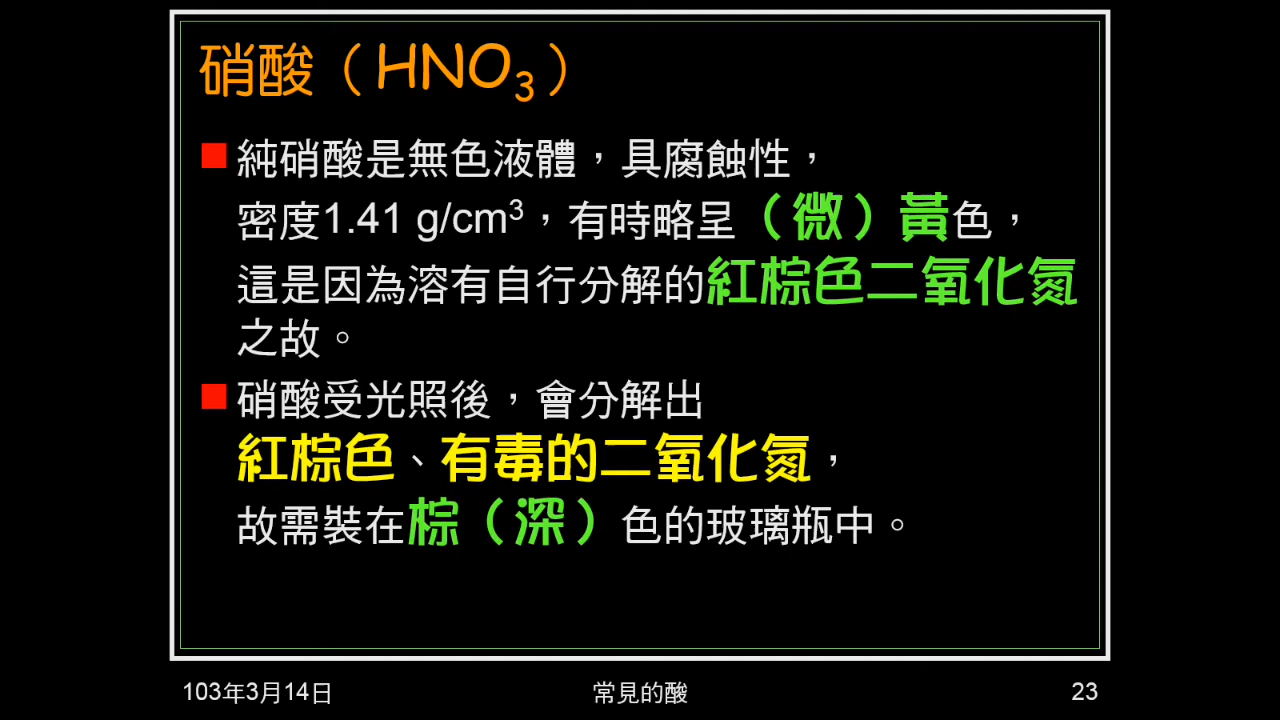 硝酸（HNO₃）
純硝酸是無色液體，具腐蝕性，
密度1.41 g/cm³，有時略呈（微）黃色，
這是因為溶有自行分解的紅棕色二氧化氮
之故。
硝酸受光照後，會分解出
紅棕色、有毒的二氧化氮，
故需裝在棕（深）色的玻璃瓶中。
103年3月14日 常見的酸 23